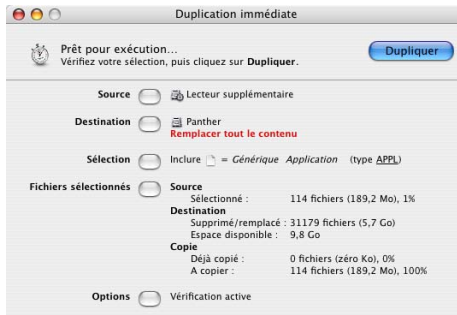 Duplication immédiate
Prêt pour exécution...
Vérifiez votre sélection, puis cliquez sur Dupliquer.
Dupliquer
Source Lecteur supplémentaire
Destination Panther
Remplacer tout le contenu
Sélection Inclure = Générique Application (type APPL)
Fichiers sélectionnés Source
Sélectionné : 114 fichiers (189,2 Mo), 1%
Destination
Supprimé/remplacé : 31179 fichiers (5,7 Go)
Espace disponible : 9,8 Go
Copie
Déjà copié : 0 fichiers (zéro Ko), 0%
A copier : 114 fichiers (189,2 Mo), 100%
Options Vérification active